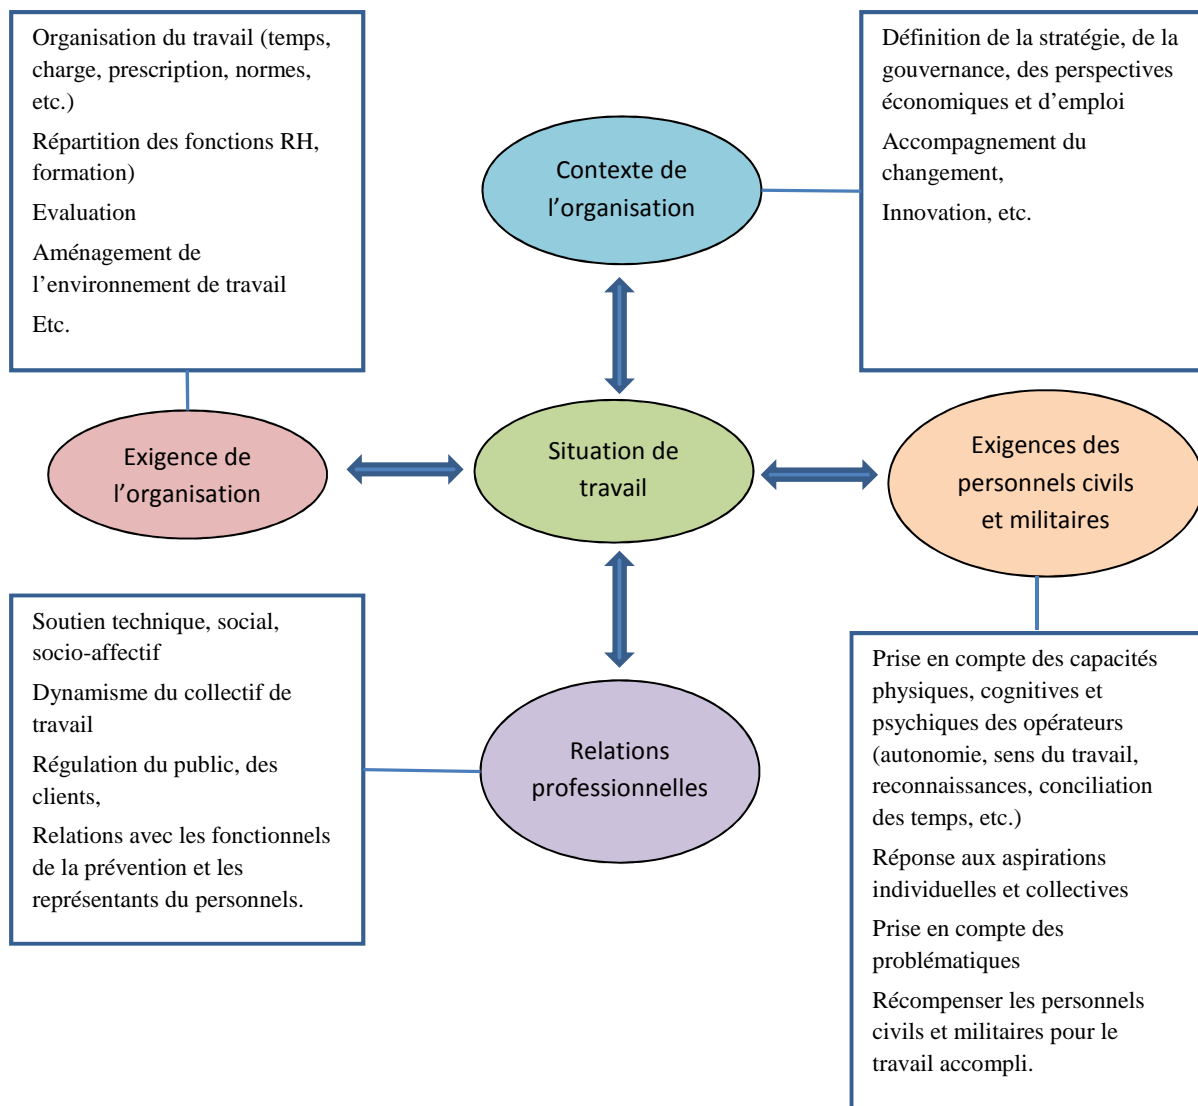 Organisation du travail (temps,
charge, prescription, normes,
etc.)
Répartition des fonctions RH,
formation)
Evaluation
Aménagement de
l’environnement de travail
Etc.
Contexte de
l’organisation
Définition de la stratégie, de la
gouvernance, des perspectives
économiques et d’emploi
Accompagnement du
changement,
Innovation, etc.
Exigence de
l’organisation
Situation de
travail
Exigences des
personnels civils
et militaires
Soutien technique, social,
socio-affectif
Dynamisme du collectif de
travail
Régulation du public, des
clients,
Relations avec les fonctionnels
de la prévention et les
représentants du personnels.
Relations
professionnelles
Prise en compte des capacités
physiques, cognitives et
psychiques des opérateurs
(autonomie, sens du travail,
reconnaissances, conciliation
des temps, etc.)
Réponse aux aspirations
individuelles et collectives
Prise en compte des
problématiques
Récompenser les personnels
civils et militaires pour le
travail accompli.